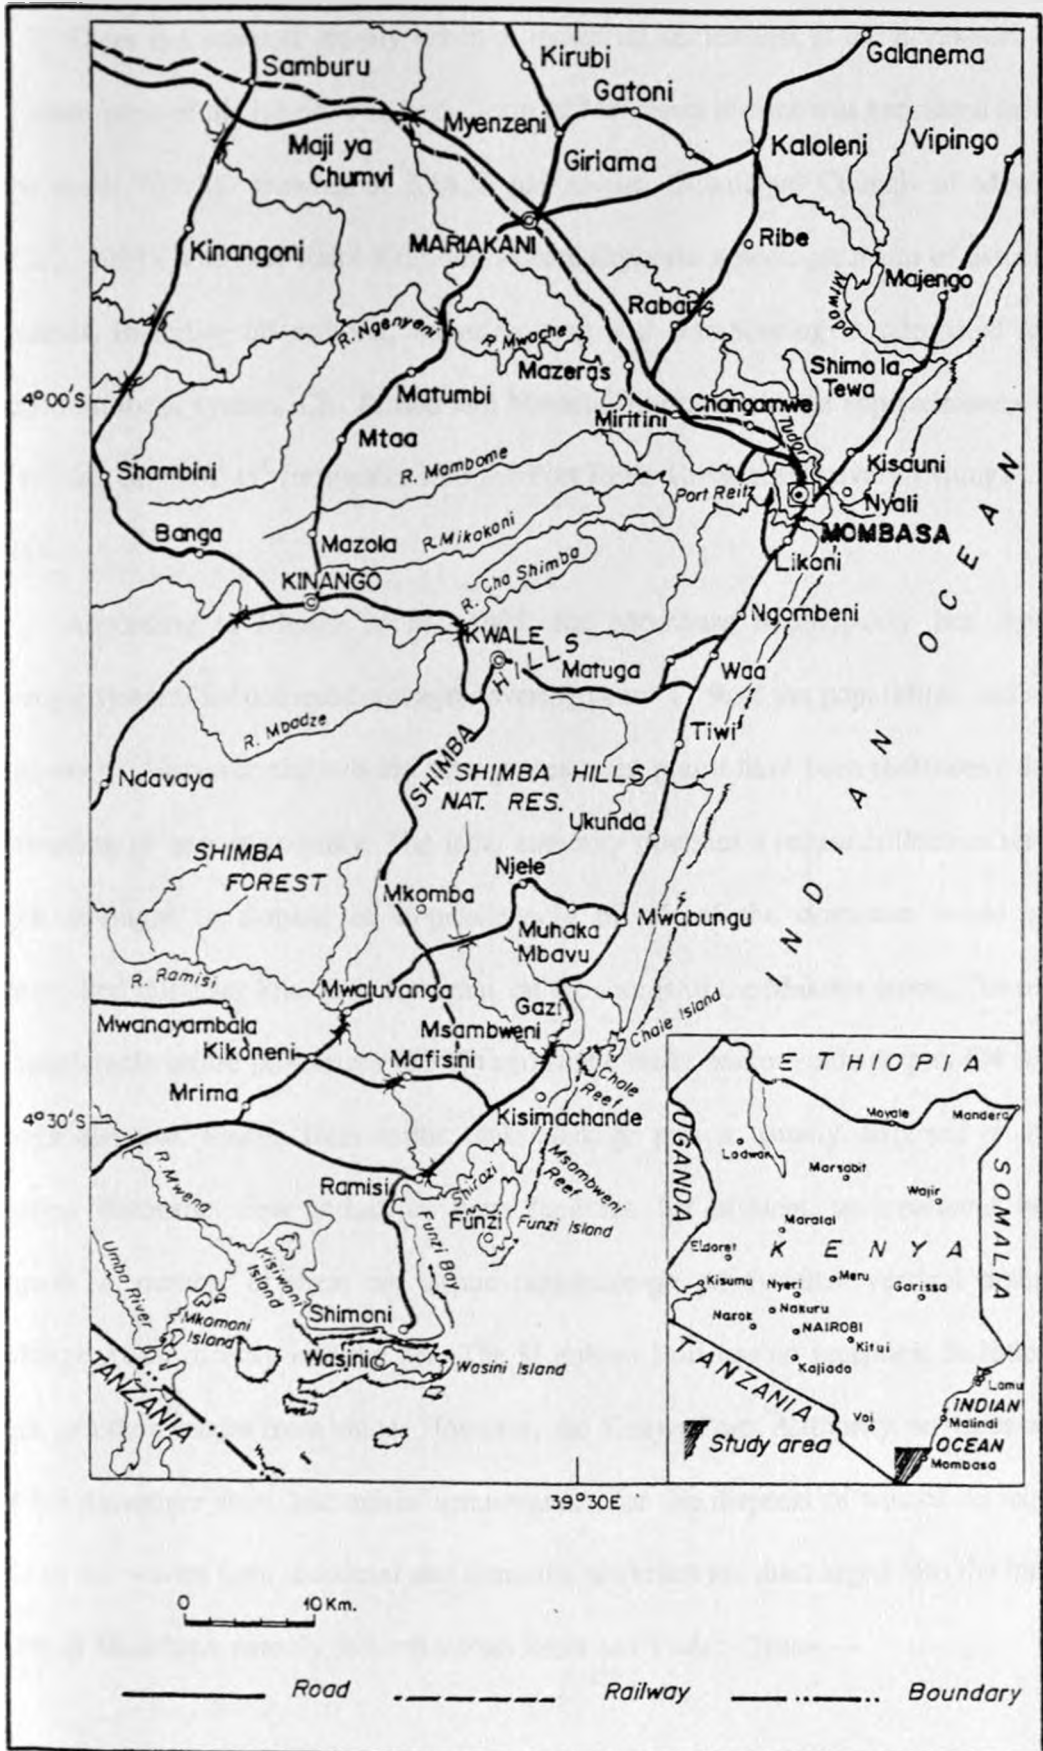 Samburu
Kirubi
Galanema
Gatoni
Maji ya
Chumvi
Myenzeni
Giriama
Kaloleni
Vipingo
Kinangoni
MARIAKANI
Ribe
Rabai
Majengo
R. Ngenyeni
R. Mwache
Mazeras
Shimo la
Tewa
4°00's
Matumbi
Mtaa
Miritini
Changamwe
Tudor
Shambini
R. Mambome
Port Reitz
Kisauni
Nyali
Banga
Mazola
R. Mikokoni
MOMBASA
Likoni
KINANGO
R. Cha Shimba
Ngombeni
KWALE
Matuga
Waa
R. Mbadze
Tiwi
Ndavaya
SHIMBA HILLS
SHIMBA HILLS
NAT. RES.
Ukunda
INDIAN OCEAN
SHIMBA
FOREST
Mkomba
Njele
Mwabungu
Muhaka
Mbavu
R. Ramisi
Mwaluvanga
Gazi
Chale Island
Mwanayambala
Kikoneni
Msambweni
Mafisini
Chale
Reef
Mrima
Kisimachande
4°30's
R. Mwena
Ramisi
Shirazi
Msambweni
Reef
Funzi
Funzi Island
Funzi Bay
Umba River
Kisiwani
Island
Mkomani
Island
Shimoni
Wasini
Wasini Island
TANZANIA
39°30E
ETHIOPIA
UGANDA
Moyale
Mandera
Lodwar
Marsabit
Wajir
SOMALIA
Maralal
Eldoret
KENYA
Kisumu
Nyeri
Meru
Garissa
Narok
Nakuru
NAIROBI
Kitui
Kajiado
TANZANIA
Lamu
Voi
INDIAN
Malindi
OCEAN
Mombasa
Study area
0 10 Km.
Road Railway Boundary